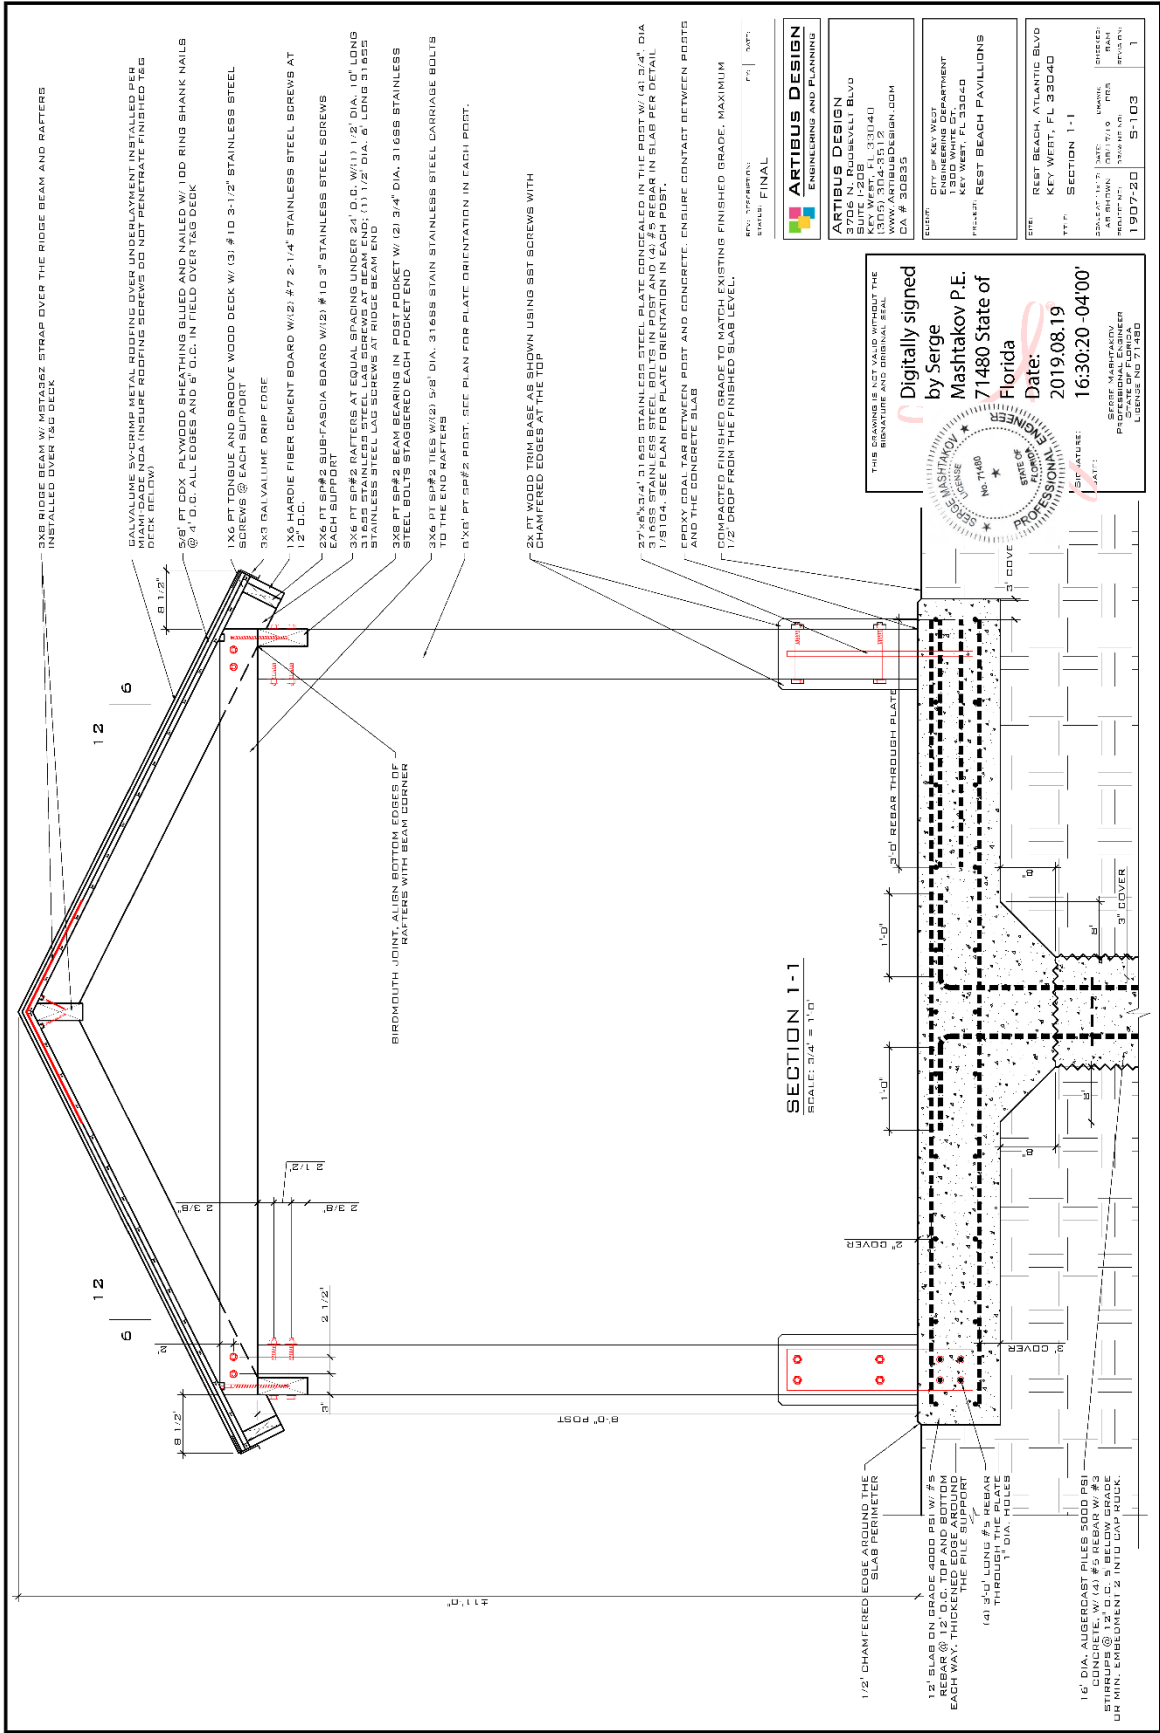 3X8 RIDGE BEAM W/ MSTA36Z STRAP OVER THE RIDGE BEAM AND RAFTERS
INSTALLED OVER T&G DECK
GALVALUME 5V-CRIMP METAL ROOFING OVER UNDERLAYMENT INSTALLED PER
MIAMI-DADE NOA (INSURE ROOFING SCREWS DO NOT PENETRATE FINISHED T&G
DECK BELOW)
5/8" PT CDX PLYWOOD SHEATHING GLUED AND NAILED W/ 10D RING SHANK NAILS
@ 4" O.C. ALL EDGES AND 6" O.C. IN FIELD OVER T&G DECK
1X6 PT TONGUE AND GROOVE WOOD DECK W/ (3) #10 3-1/2" STAINLESS STEEL
SCREWS @ EACH SUPPORT
3X3 GALVALUME DRIP EDGE
1X6 HARDIE FIBER CEMENT BOARD W/(2) #7 2-1/4" STAINLESS STEEL SCREWS AT
12" O.C.
2X6 PT SP#2 SUB-FASCIA BOARD W/(2) #10 3" STAINLESS STEEL SCREWS
EACH SUPPORT
3X6 PT SP#2 RAFTERS AT EQUAL SPACING UNDER 24" O.C. W/(1) 1/2" DIA. 10" LONG
316SS STAINLESS STEEL LAG SCREWS AT BEAM END; (1) 1/2" DIA. 6" LONG 316SS
STAINLESS STEEL LAG SCREWS AT RIDGE BEAM END
3X8 PT SP#2 BEAM BEARING IN POST POCKET W/ (2) 3/4" DIA. 316SS STAINLESS
STEEL BOLTS STAGGERED EACH POCKET END
3X6 PT SP#2 TIES W/(2) 5/8" DIA. 316SS STAIN STAINLESS STEEL CARRIAGE BOLTS
TO THE END RAFTERS
8"X8" PT SP#2 POST. SEE PLAN FOR PLATE ORIENTATION IN EACH POST.
2X PT WOOD TRIM BASE AS SHOWN USING SST SCREWS WITH
CHAMFERED EDGES AT THE TOP
27"X6"X3/4" 316SS STAINLESS STEEL PLATE CONCEALED IN THE POST W/ (4) 3/4" DIA
316SS STAINLESS STEEL BOLTS IN POST AND (4) #5 REBAR IN SLAB PER DETAIL
1/S104. SEE PLAN FOR PLATE ORIENTATION IN EACH POST.
EPOXY COAL TAR BETWEEN POST AND CONCRETE. ENSURE CONTACT BETWEEN POSTS
AND THE CONCRETE SLAB
COMPACTED FINISHED GRADE TO MATCH EXISTING FINISHED GRADE. MAXIMUM
1/2" DROP FROM THE FINISHED SLAB LEVEL.
8 1/2"
12
6
12
6
BIRDMOUTH JOINT. ALIGN BOTTOM EDGES OF
RAFTERS WITH BEAM CORNER
2 3/8"
2 3/8"
2 1/2"
2 1/2"
2"
3"
8 1/2"
8'-0" POST
±11'-0"
SECTION 1-1
SCALE: 3/4" = 1'-0"
3'-0" REBAR THROUGH PLATE
1'-0"
1'-0"
2" COVER
3" COVER
3" COVER
8"
8"
8"
8"
1/2" CHAMFERED EDGE AROUND THE
SLAB PERIMETER
12" SLAB ON GRADE 4000 PSI W/ #5
REBAR @ 12" O.C. TOP AND BOTTOM
EACH WAY. THICKENED EDGE AROUND
THE PILE SUPPORT
(4) 3'-0" LONG #5 REBAR
THROUGH THE PLATE
1" DIA. HOLES
16" DIA. AUGERCAST PILES 5000 PSI
CONCRETE, W/ (4) #5 REBAR W/ #3
STIRRUPS @ 12" O.C. 5' BELOW GRADE
OR MIN. EMBEDMENT 2' INTO CAP ROCK.
STATUS: FINAL
ARTIBUS DESIGN
ENGINEERING AND PLANNING
ARTIBUS DESIGN
3706 N. ROOSEVELT BLVD
SUITE I-208
KEY WEST, FL 33040
(305) 304-3512
WWW.ARTIBUSDESIGN.COM
CA # 30835
CLIENT:
CITY OF KEY WEST
ENGINEERING DEPARTMENT
1300 WHITE ST.
KEY WEST, FL 33040
PROJECT:
REST BEACH PAVILLIONS
SITE:
REST BEACH, ATLANTIC BLVD
KEY WEST, FL 33040
TITLE:
SECTION 1-1
AS SHOWN
1907-20
S-103
1
THIS DRAWING IS NOT VALID WITHOUT THE
SIGNATURE AND ORIGINAL SEAL
Digitally signed
by Serge
Mashtakov P.E.
71480 State of
Florida
Date:
2019.08.19
16:30:20 -04'00'
SERGE MASHTAKOV
LICENSE
No. 71480
STATE OF
FLORIDA
PROFESSIONAL ENGINEER
SIGNATURE:
DATE:
SERGE MASHTAKOV
PROFESSIONAL ENGINEER
STATE OF FLORIDA
LICENSE NO 71480